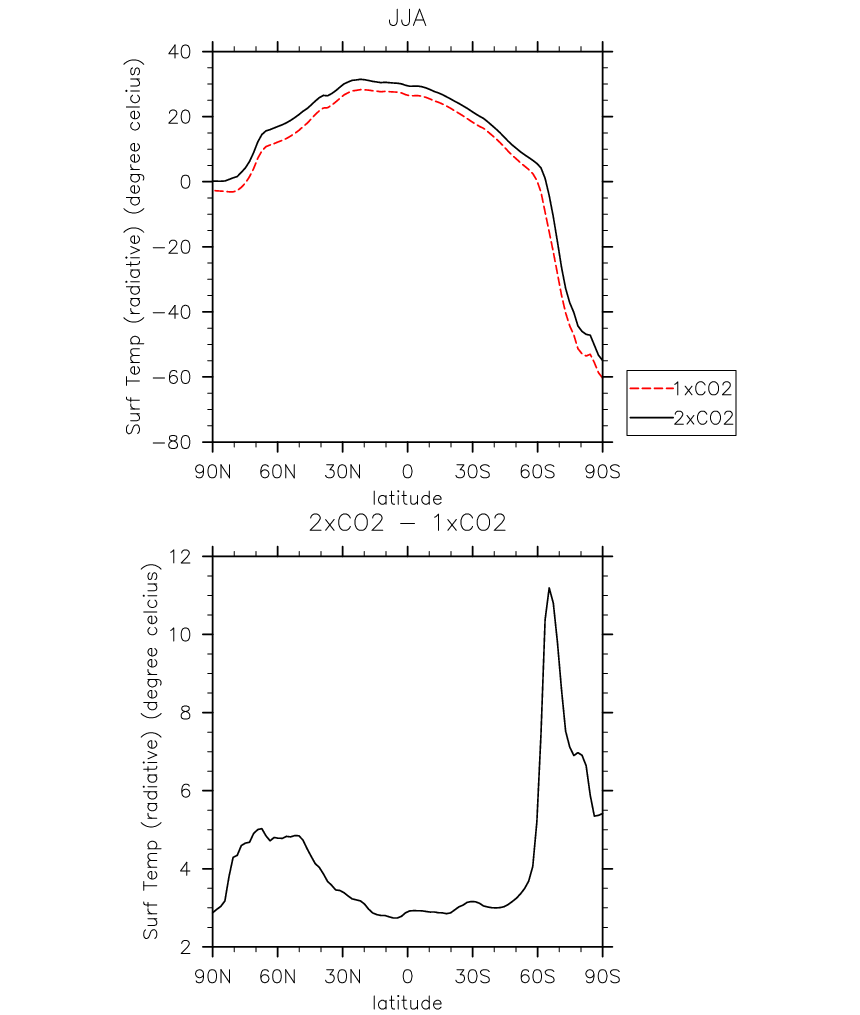 JJA
Surf Temp (radiative) (degree celcius)
40
20
0
−20
−40
−60
−80
90N 60N 30N 0 30S 60S 90S
latitude
1xCO2
2xCO2
2xCO2 − 1xCO2
Surf Temp (radiative) (degree celcius)
12
10
8
6
4
2
90N 60N 30N 0 30S 60S 90S
latitude